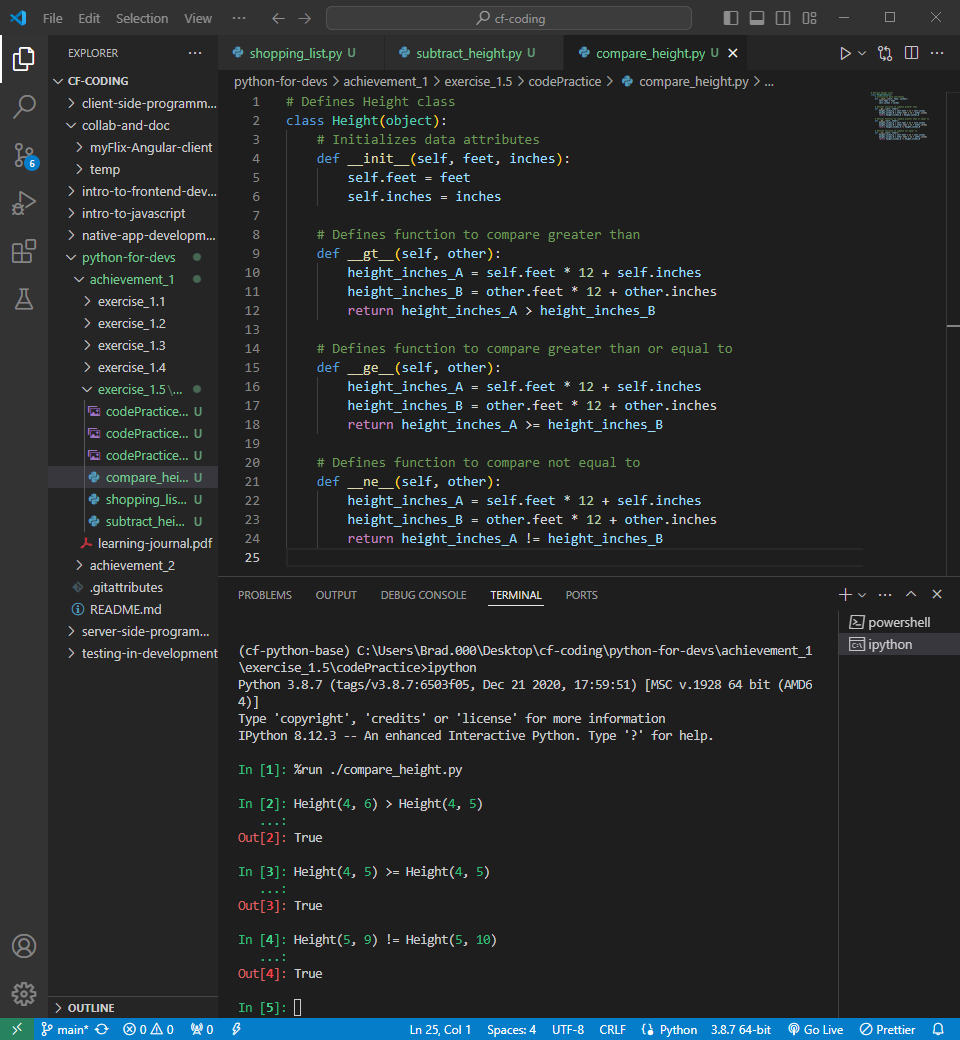 File Edit Selection View ··· cf-coding
EXPLORER ···
CF-CODING
client-side-programm...
collab-and-doc
myFlix-Angular-client
temp
intro-to-frontend-dev...
intro-to-javascript
native-app-developm...
python-for-devs
achievement_1
exercise_1.1
exercise_1.2
exercise_1.3
exercise_1.4
exercise_1.5\...
codePractice... U
codePractice... U
codePractice... U
compare_hei... U
shopping_lis... U
subtract_hei... U
learning-journal.pdf
achievement_2
.gitattributes
README.md
server-side-program...
testing-in-development
OUTLINE
6
shopping_list.py U subtract_height.py U compare_height.py U
python-for-devs > achievement_1 > exercise_1.5 > codePractice > compare_height.py > ...
1 # Defines Height class
2 class Height(object):
3 # Initializes data attributes
4 def __init__(self, feet, inches):
5 self.feet = feet
6 self.inches = inches
7
8 # Defines function to compare greater than
9 def __gt__(self, other):
10 height_inches_A = self.feet * 12 + self.inches
11 height_inches_B = other.feet * 12 + other.inches
12 return height_inches_A > height_inches_B
13
14 # Defines function to compare greater than or equal to
15 def __ge__(self, other):
16 height_inches_A = self.feet * 12 + self.inches
17 height_inches_B = other.feet * 12 + other.inches
18 return height_inches_A >= height_inches_B
19
20 # Defines function to compare not equal to
21 def __ne__(self, other):
22 height_inches_A = self.feet * 12 + self.inches
23 height_inches_B = other.feet * 12 + other.inches
24 return height_inches_A != height_inches_B
25
PROBLEMS OUTPUT DEBUG CONSOLE TERMINAL PORTS
powershell
ipython
(cf-python-base) C:\Users\Brad.000\Desktop\cf-coding\python-for-devs\achievement_1
\exercise_1.5\codePractice>ipython
Python 3.8.7 (tags/v3.8.7:6503f05, Dec 21 2020, 17:59:51) [MSC v.1928 64 bit (AMD6
4)]
Type 'copyright', 'credits' or 'license' for more information
IPython 8.12.3 -- An enhanced Interactive Python. Type '?' for help.
In [1]: %run ./compare_height.py
In [2]: Height(4, 6) > Height(4, 5)
...:
Out[2]: True
In [3]: Height(4, 5) >= Height(4, 5)
...:
Out[3]: True
In [4]: Height(5, 9) != Height(5, 10)
...:
Out[4]: True
In [5]:
main* 0 0 0 Ln 25, Col 1 Spaces: 4 UTF-8 CRLF Python 3.8.7 64-bit Go Live Prettier